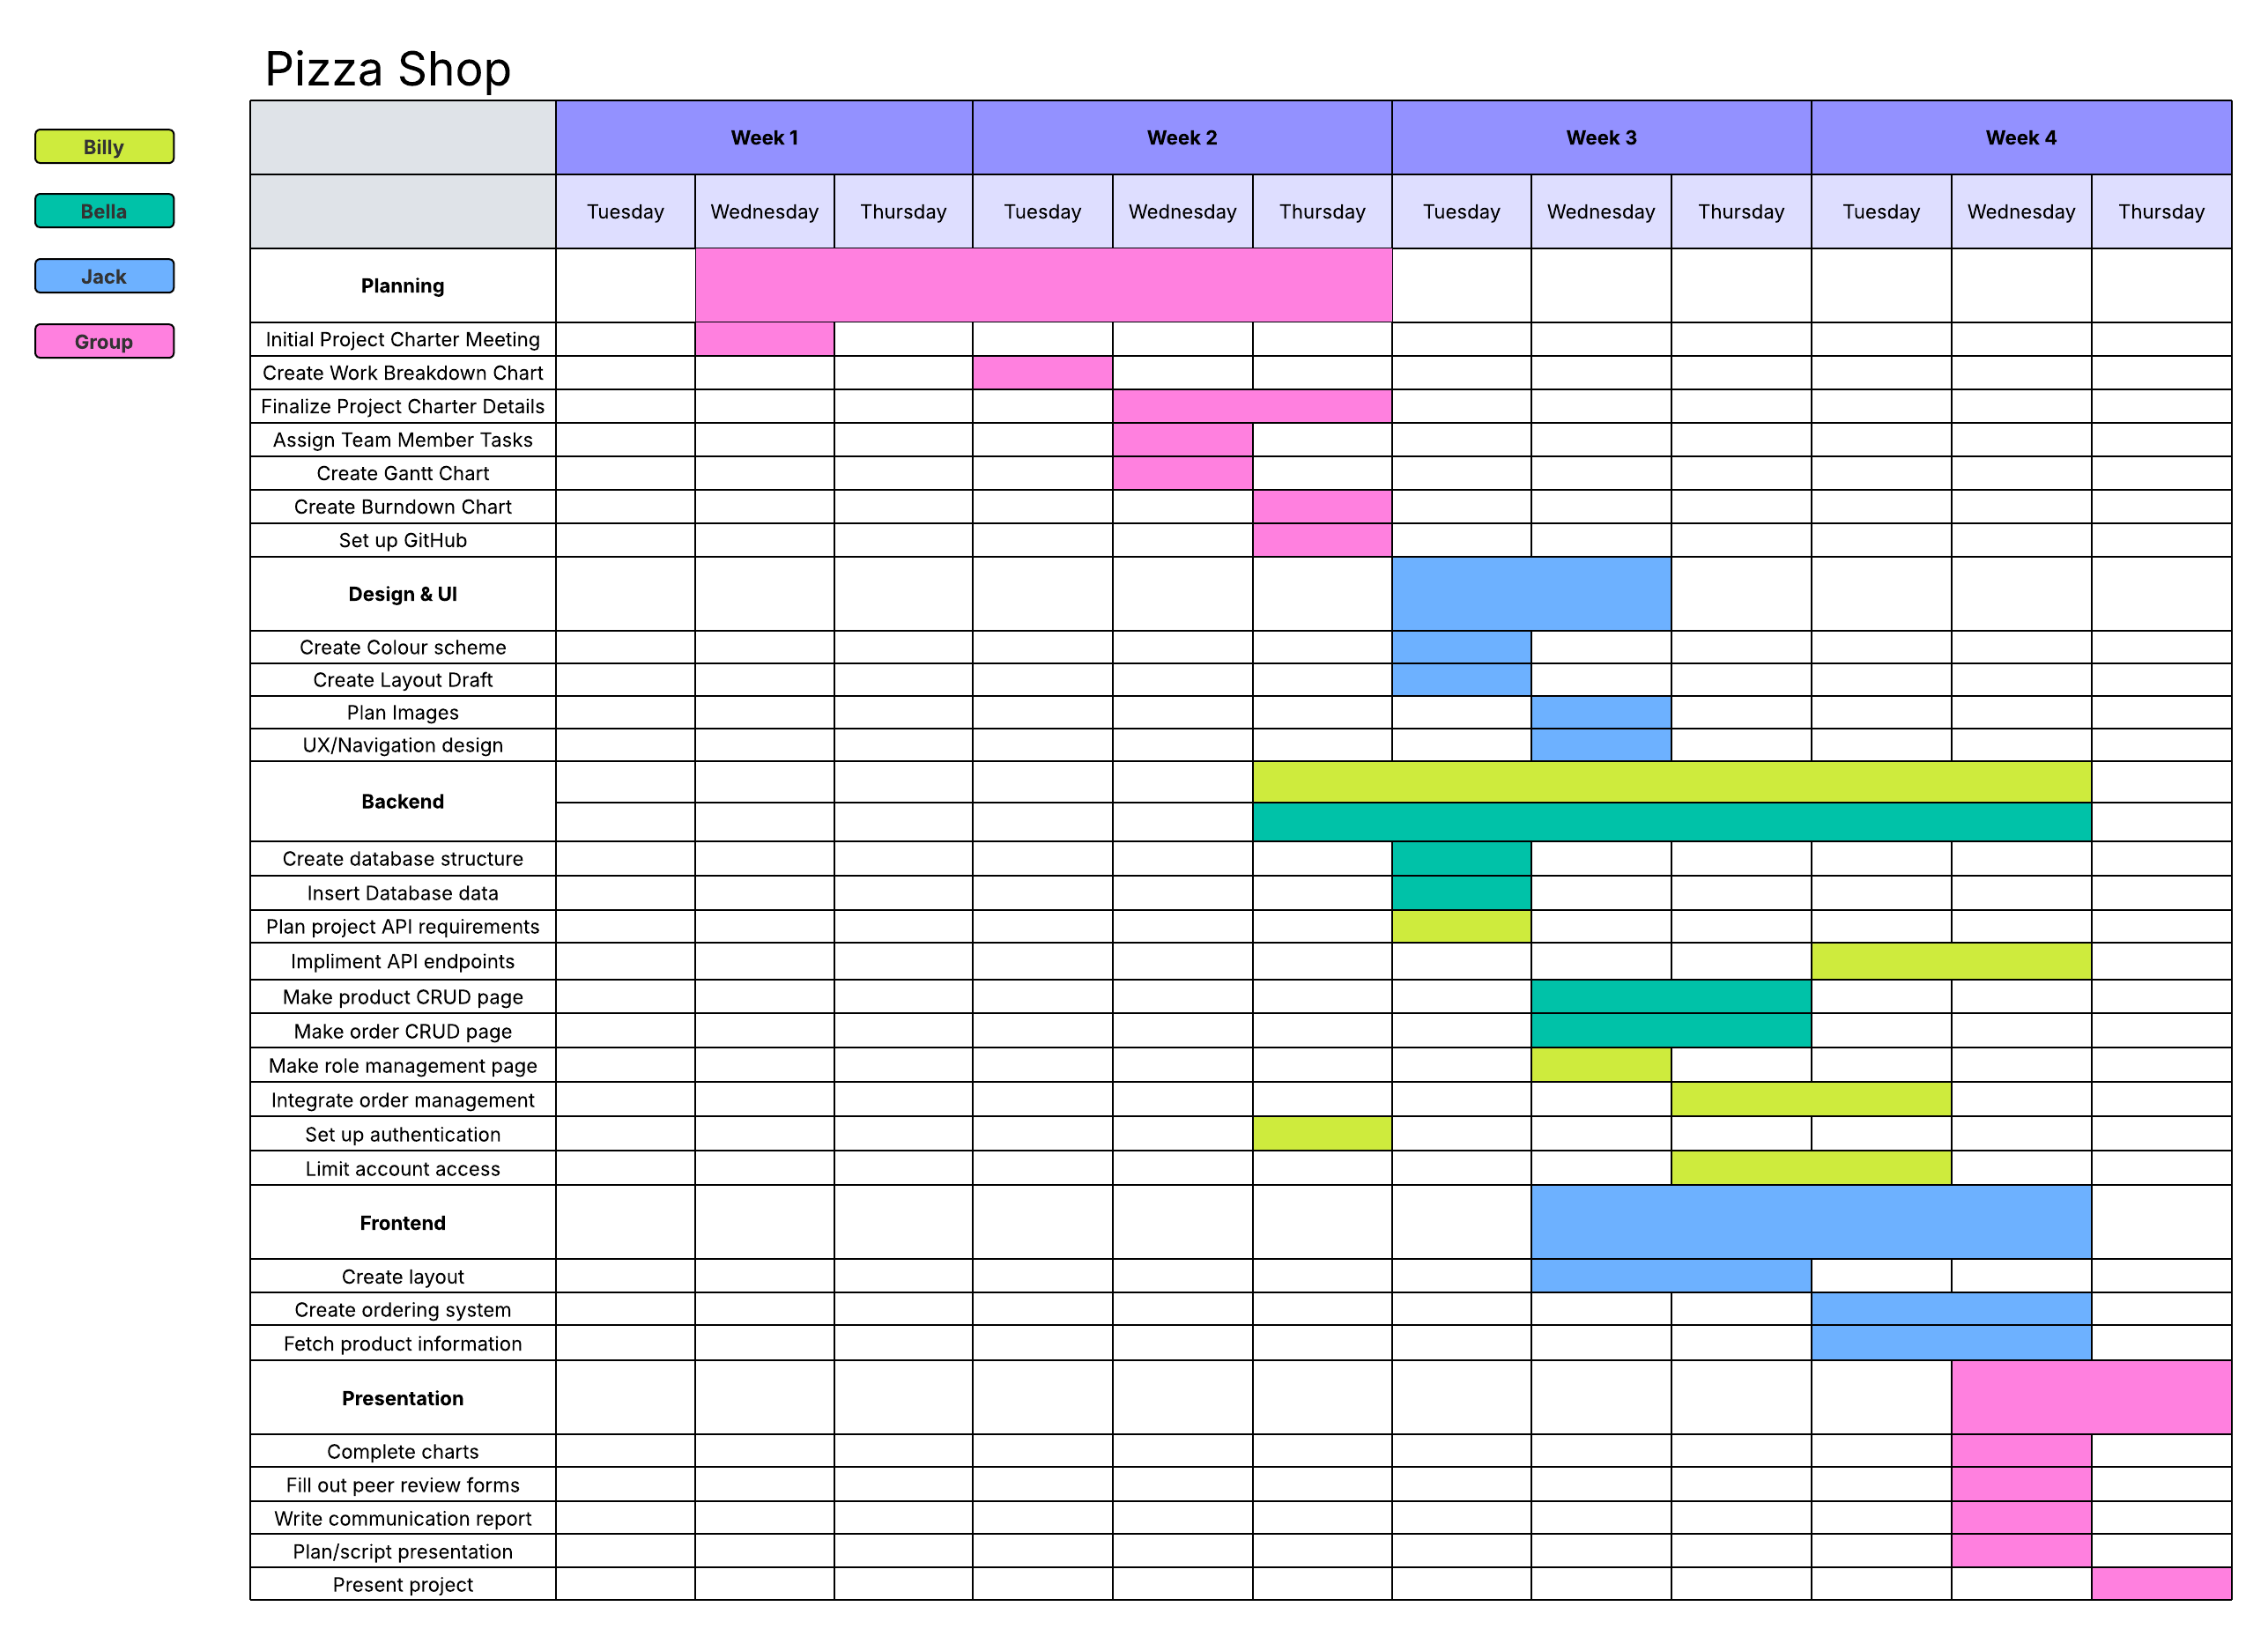 Pizza Shop
Billy
Bella
Jack
Group
Week 1 Week 2 Week 3 Week 4
Tuesday Wednesday Thursday Tuesday Wednesday Thursday Tuesday Wednesday Thursday Tuesday Wednesday Thursday
Planning
Initial Project Charter Meeting
Create Work Breakdown Chart
Finalize Project Charter Details
Assign Team Member Tasks
Create Gantt Chart
Create Burndown Chart
Set up GitHub
Design & UI
Create Colour scheme
Create Layout Draft
Plan Images
UX/Navigation design
Backend
Create database structure
Insert Database data
Plan project API requirements
Impliment API endpoints
Make product CRUD page
Make order CRUD page
Make role management page
Integrate order management
Set up authentication
Limit account access
Frontend
Create layout
Create ordering system
Fetch product information
Presentation
Complete charts
Fill out peer review forms
Write communication report
Plan/script presentation
Present project